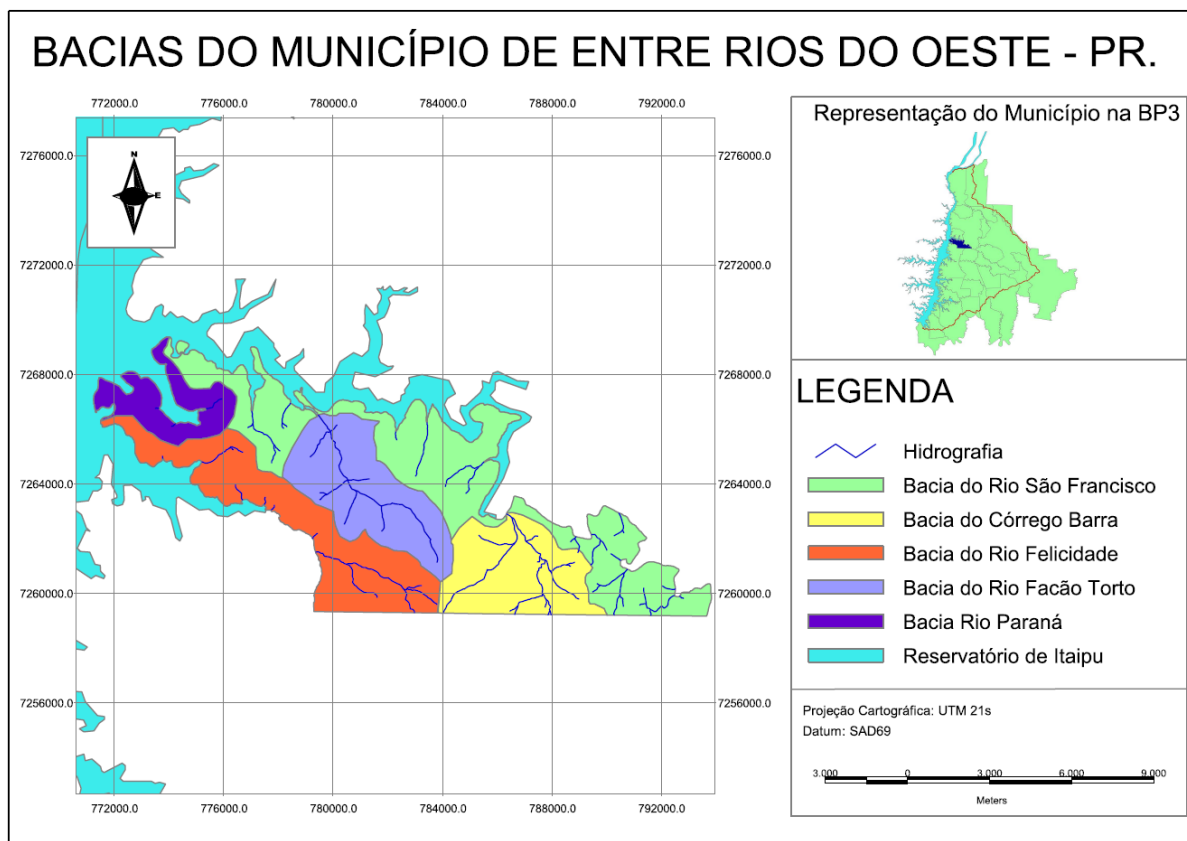 BACIAS DO MUNICÍPIO DE ENTRE RIOS DO OESTE - PR.
772000.0 776000.0 780000.0 784000.0 788000.0 792000.0
7276000.0 7276000.0
N
E
7272000.0 7272000.0
7268000.0 7268000.0
7264000.0 7264000.0
7260000.0 7260000.0
7256000.0 7256000.0
772000.0 776000.0 780000.0 784000.0 788000.0 792000.0
Representação do Município na BP3
LEGENDA
Hidrografia
Bacia do Rio São Francisco
Bacia do Córrego Barra
Bacia do Rio Felicidade
Bacia do Rio Facão Torto
Bacia Rio Paraná
Reservatório de Itaipu
Projeção Cartográfica: UTM 21s
Datum: SAD69
3.000 0 3.000 6.000 9.000
Meters